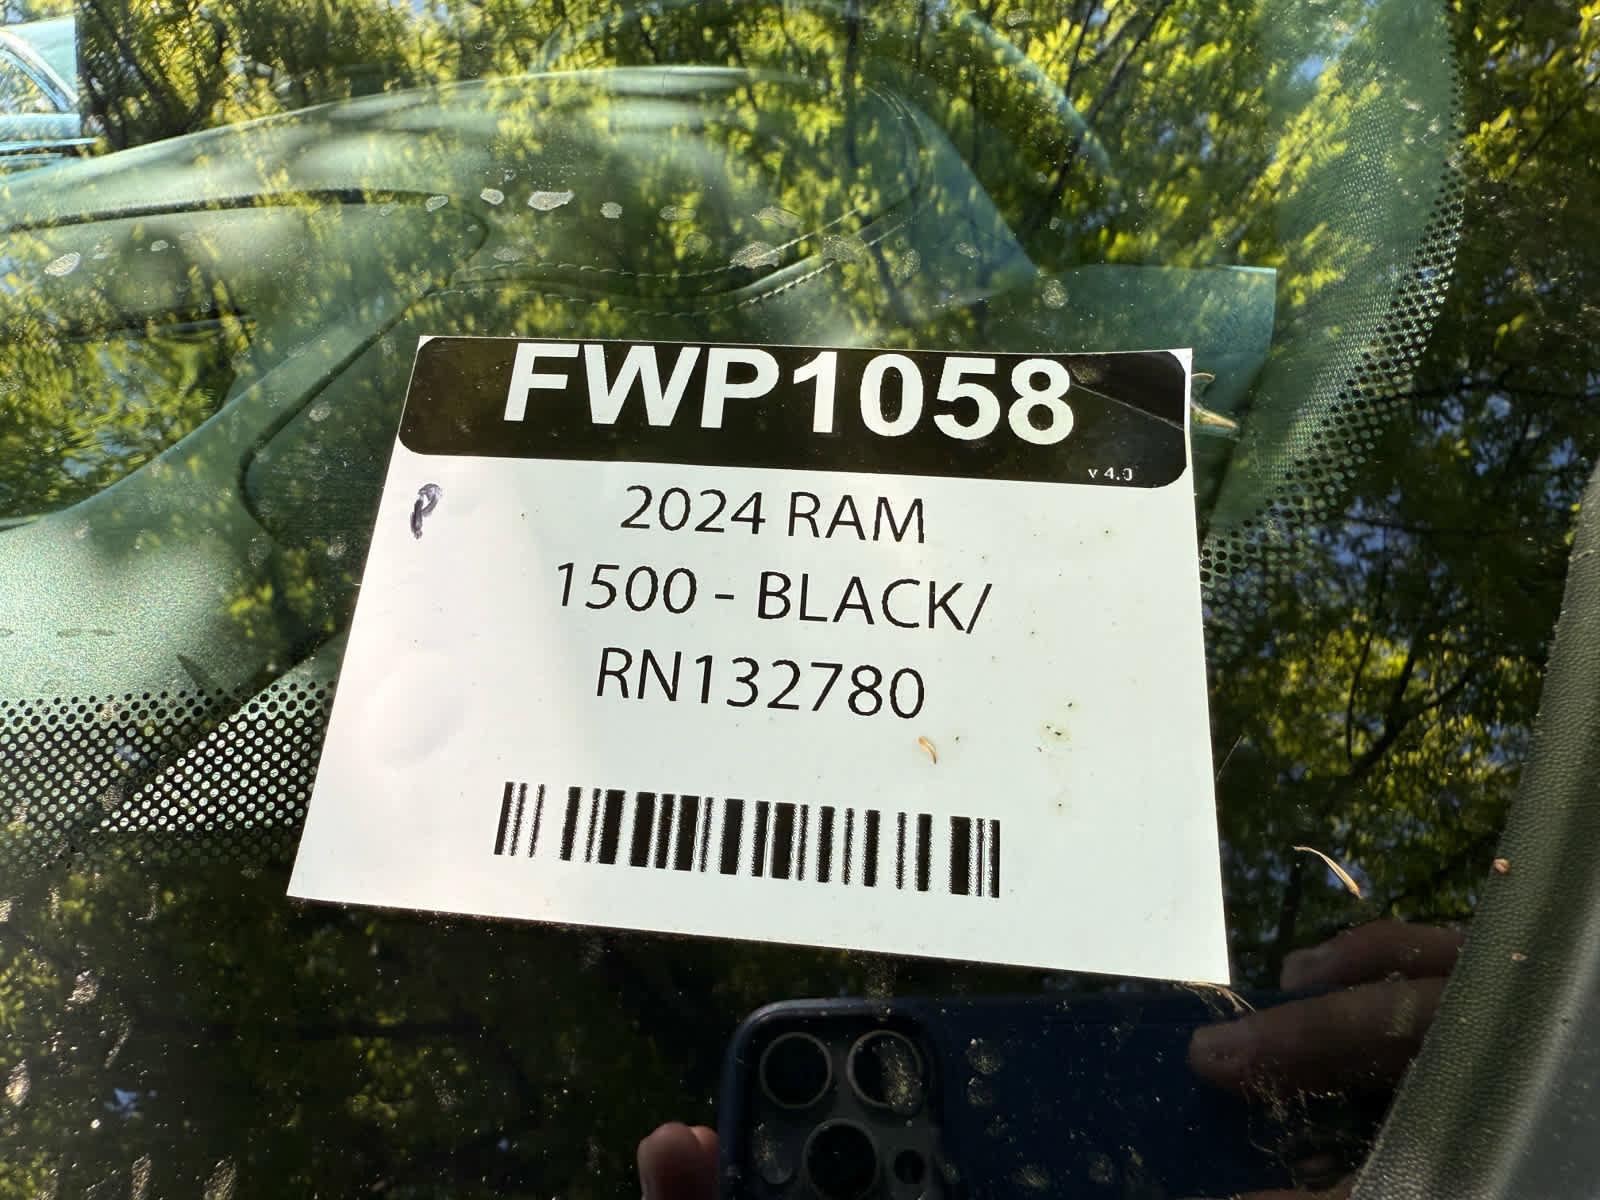 FWP1058
v 4.0
P
2024 RAM
1500 - BLACK/
RN132780